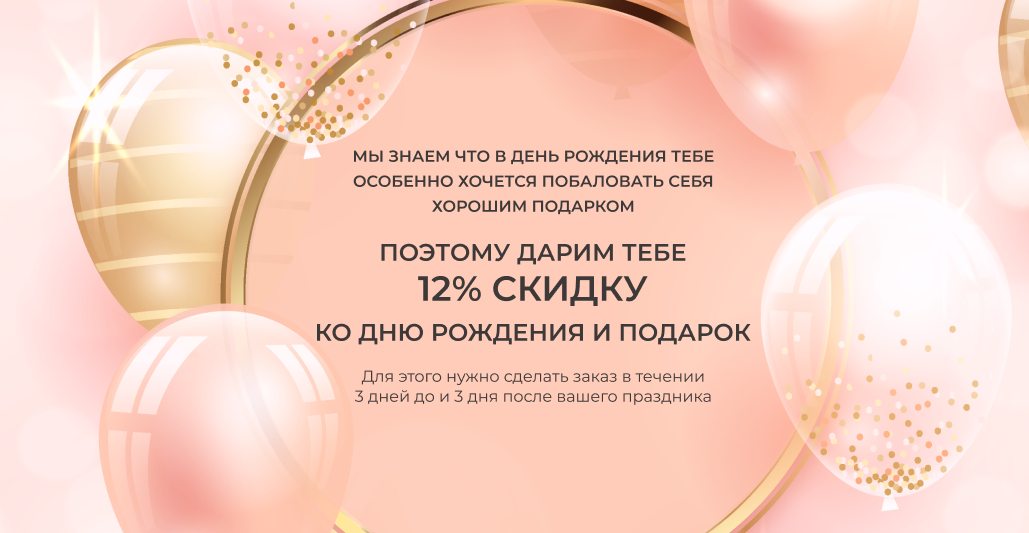 МЫ ЗНАЕМ ЧТО В ДЕНЬ РОЖДЕНИЯ ТЕБЕ
ОСОБЕННО ХОЧЕТСЯ ПОБАЛОВАТЬ СЕБЯ
ХОРОШИМ ПОДАРКОМ
ПОЭТОМУ ДАРИМ ТЕБЕ
12% СКИДКУ
КО ДНЮ РОЖДЕНИЯ И ПОДАРОК
Для этого нужно сделать заказ в течении
3 дней до и 3 дня после вашего праздника